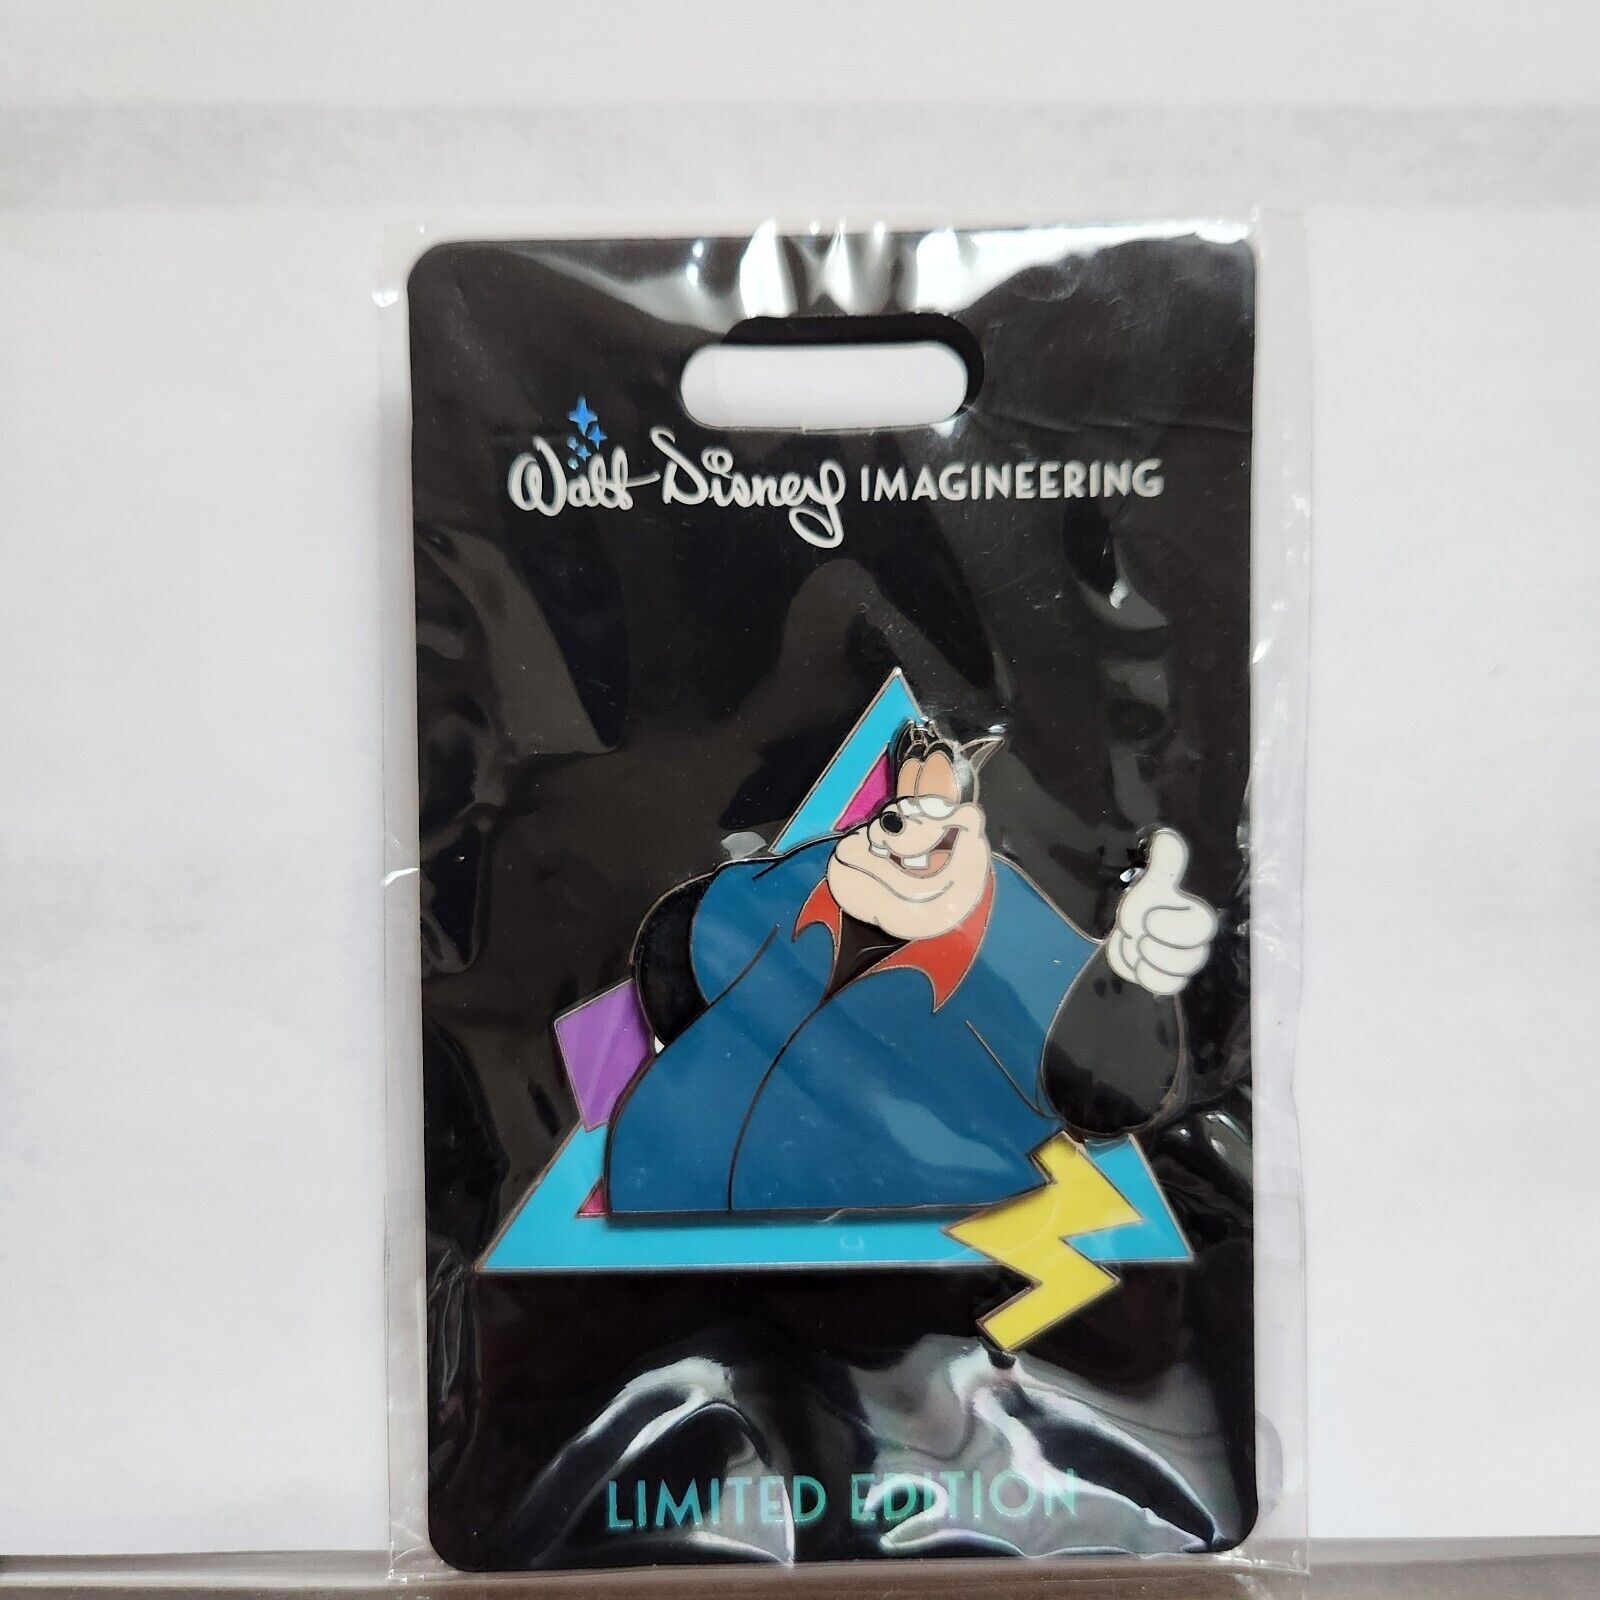 Walt Disney IMAGINEERING
LIMITED EDITION